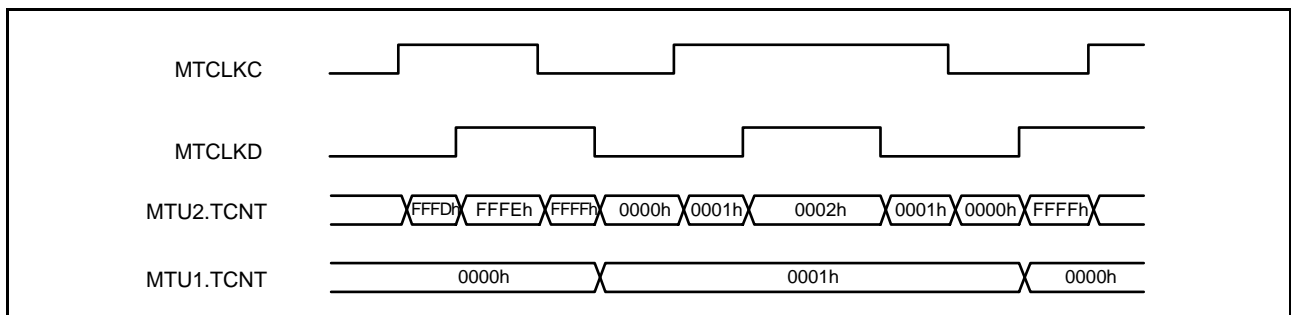 MTCLKC
MTCLKD
MTU2.TCNT FFFDh FFFEh FFFFh 0000h 0001h 0002h 0001h 0000h FFFFh
MTU1.TCNT 0000h 0001h 0000h